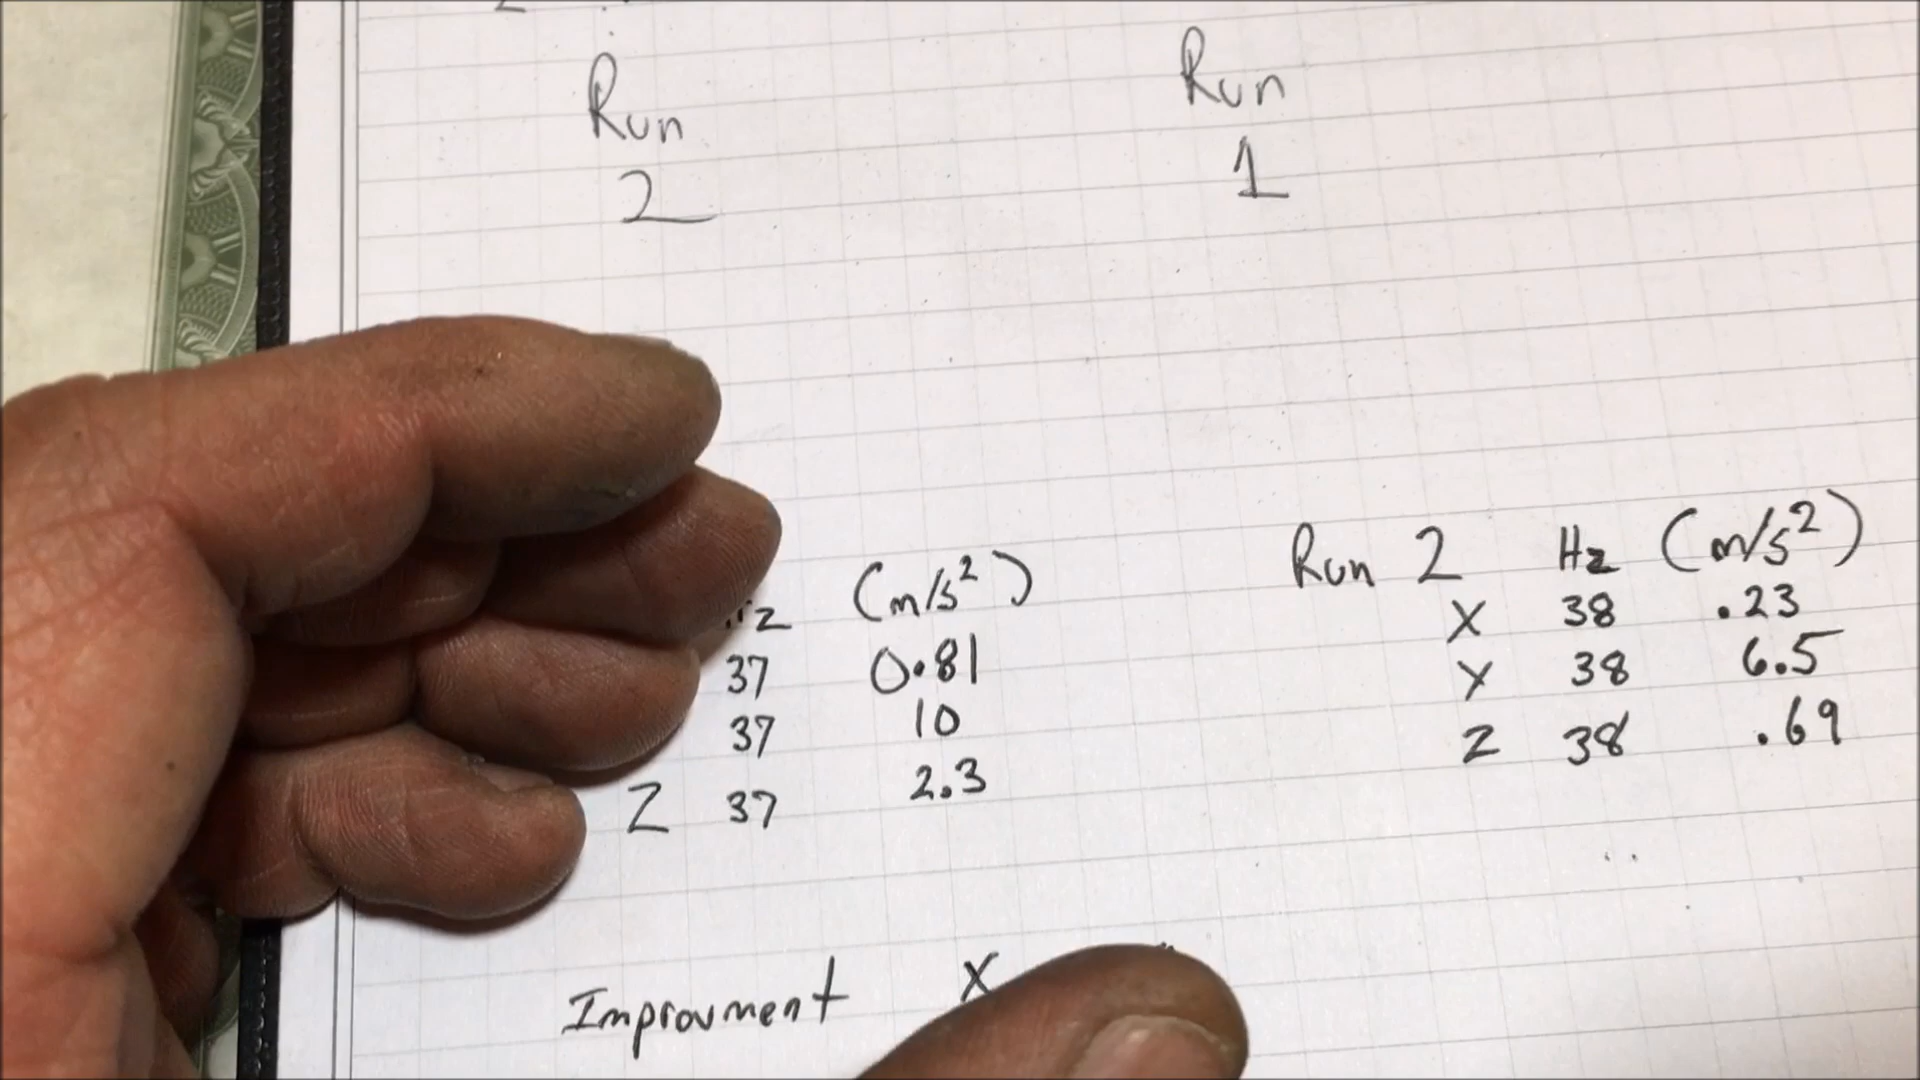 Run
2
Run
1
Hz (m/s²)
37 0.81
37 10
Z 37 2.3
Run 2 Hz (m/s²)
X 38 .23
Y 38 6.5
Z 38 .69
Improvment X